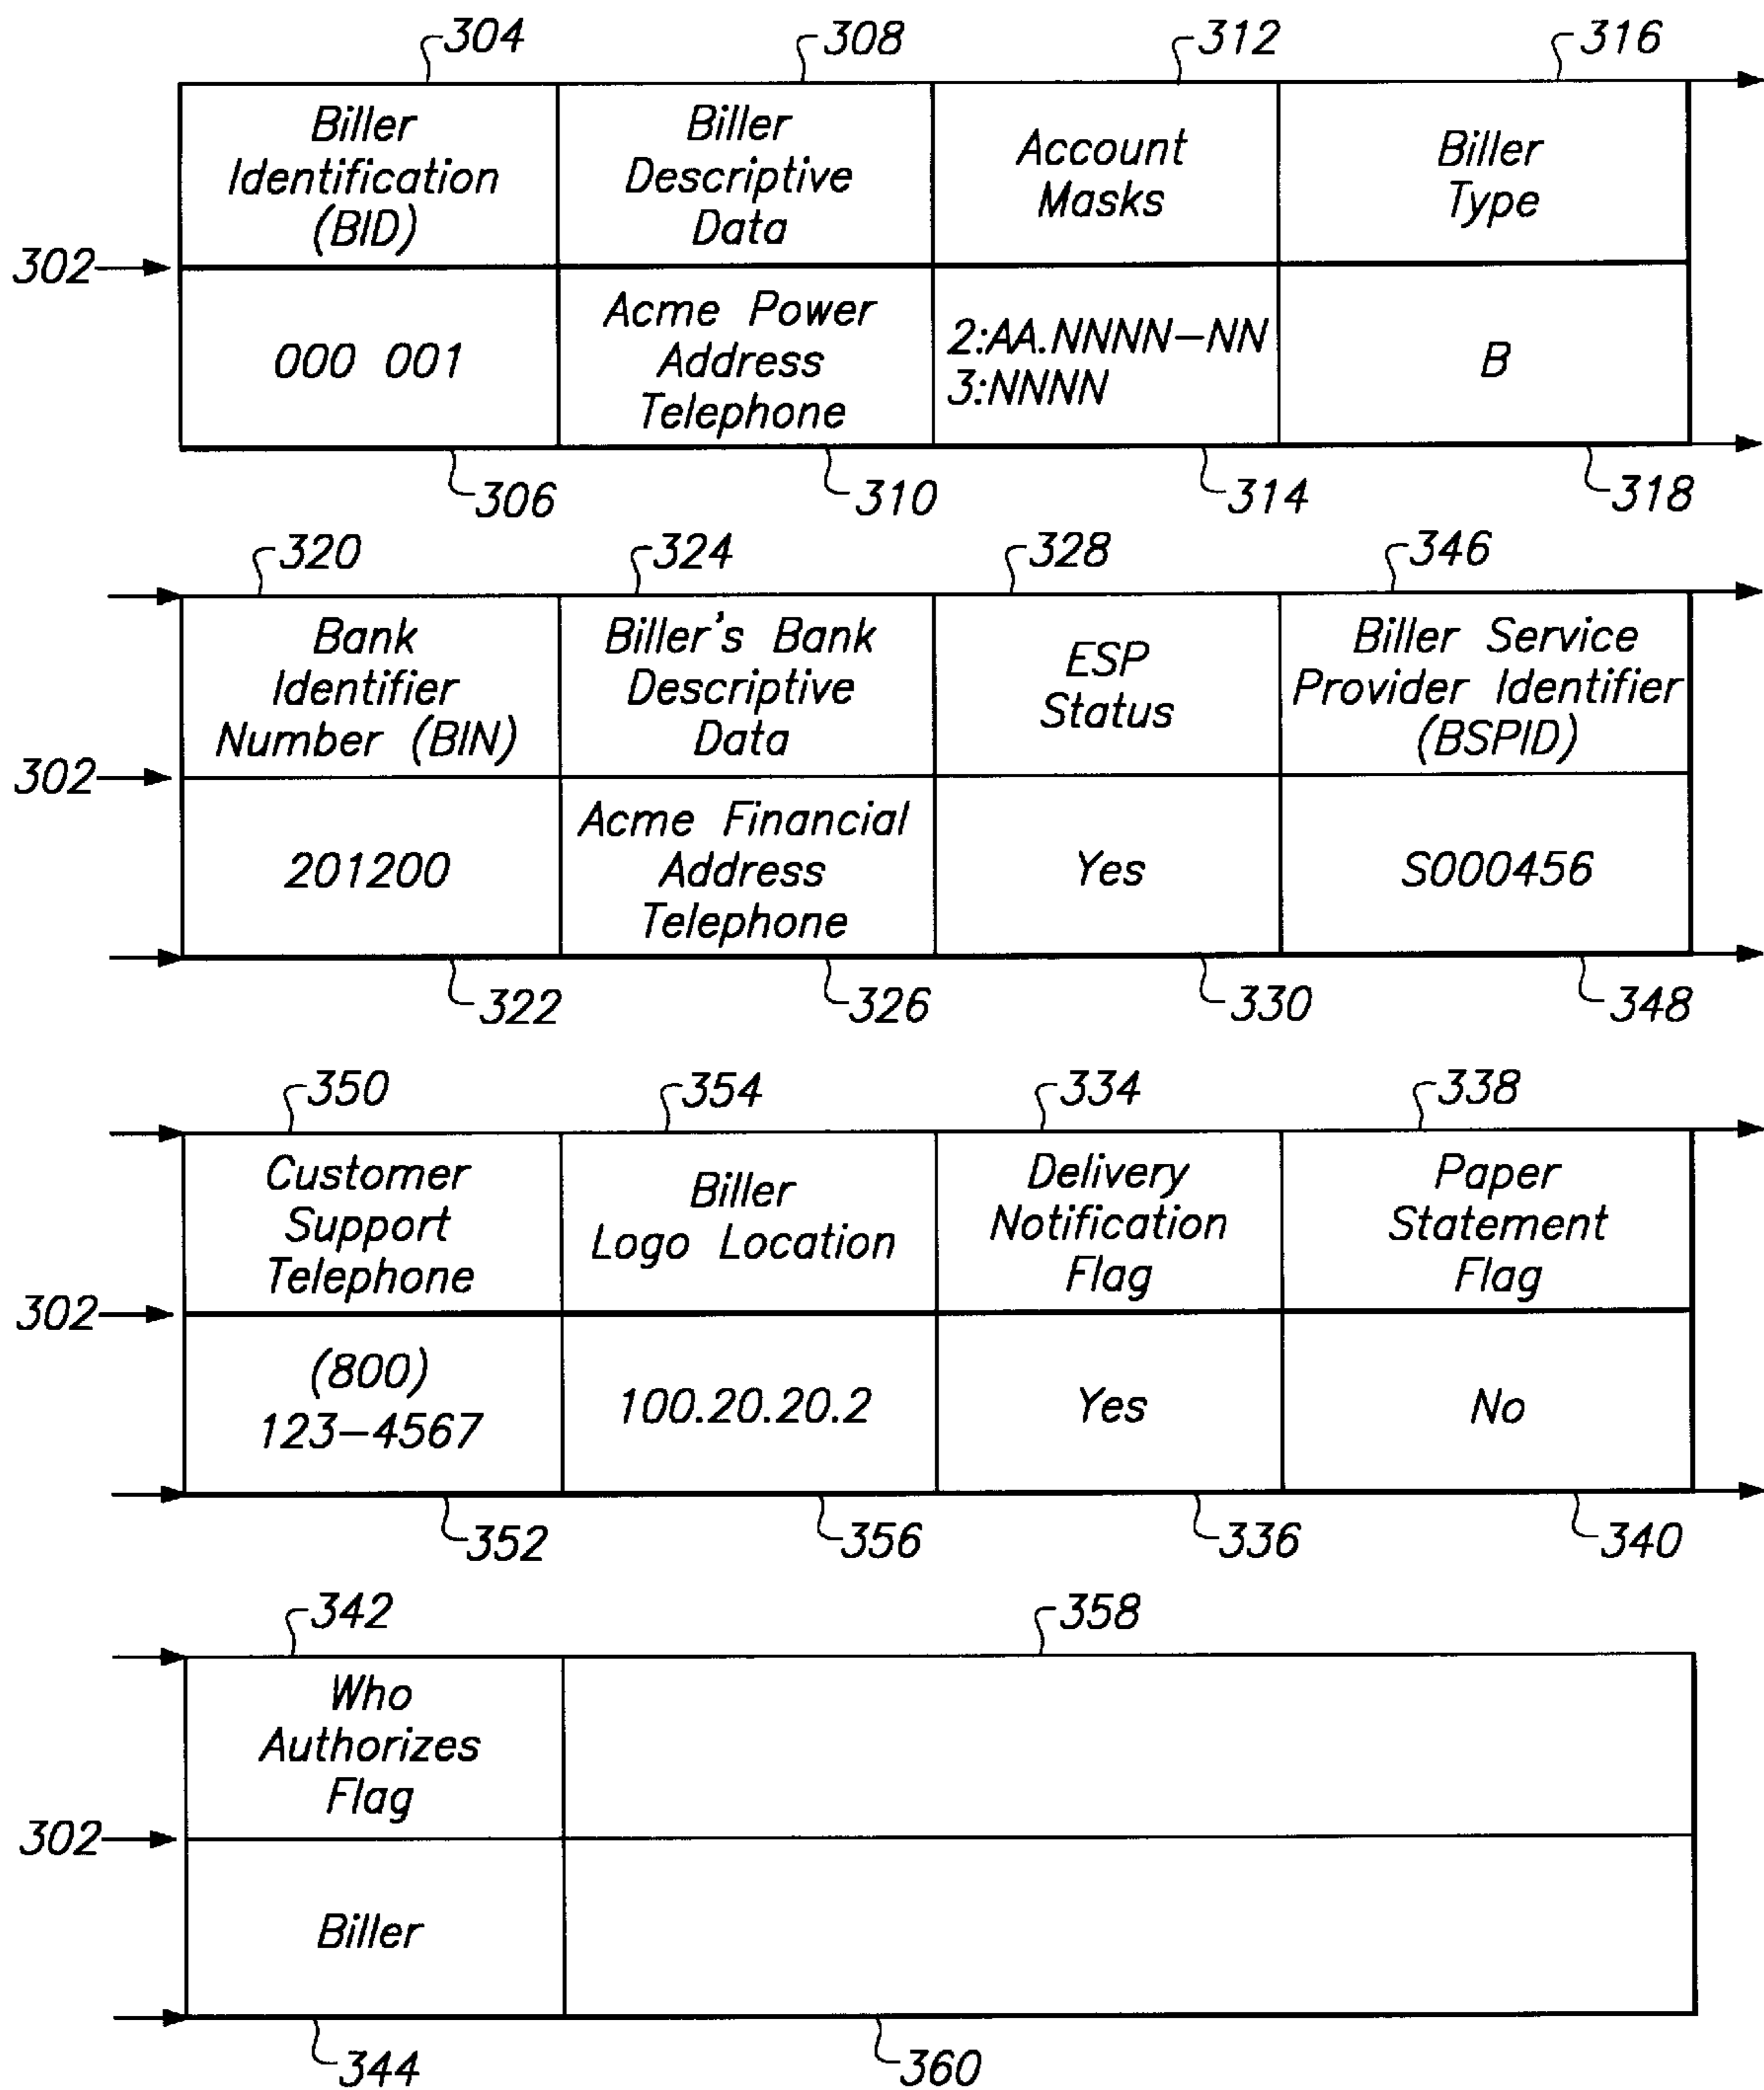 304 308 312 316
Biller Identification (BID)
Biller Descriptive Data
Account Masks
Biller Type
302
000 001
Acme Power Address Telephone
2:AA.NNNN-NN
3:NNNN
B
306 310 314 318
320 324 328 346
Bank Identifier Number (BIN)
Biller's Bank Descriptive Data
ESP Status
Biller Service Provider Identifier (BSPID)
302
201200
Acme Financial Address Telephone
Yes
S000456
322 326 330 348
350 354 334 338
Customer Support Telephone
Biller Logo Location
Delivery Notification Flag
Paper Statement Flag
302
(800) 123-4567
100.20.20.2
Yes
No
352 356 336 340
342 358
Who Authorizes Flag
302
Biller
344 360